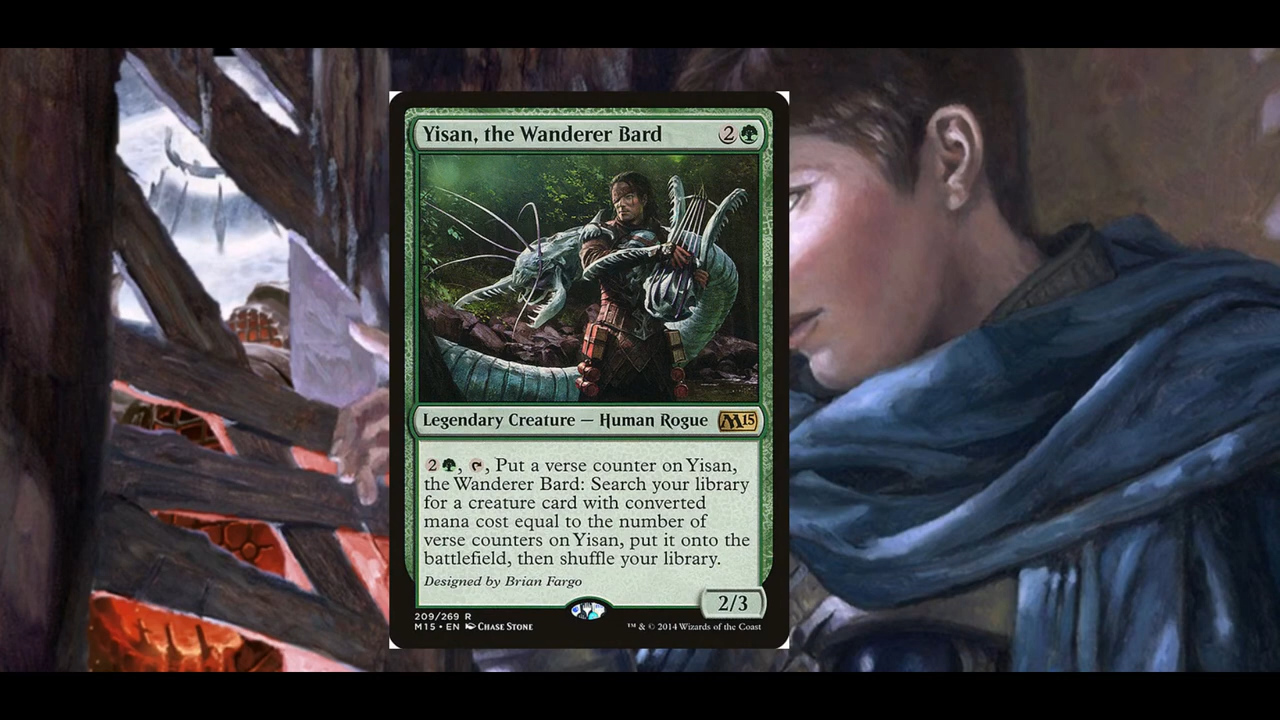 Yisan, the Wanderer Bard 2
Legendary Creature — Human Rogue M15
2 , , Put a verse counter on Yisan,
the Wanderer Bard: Search your library
for a creature card with converted
mana cost equal to the number of
verse counters on Yisan, put it onto the
battlefield, then shuffle your library.
Designed by Brian Fargo
2/3
209/269 R
M15 • EN CHASE STONE
™ & © 2014 Wizards of the Coast